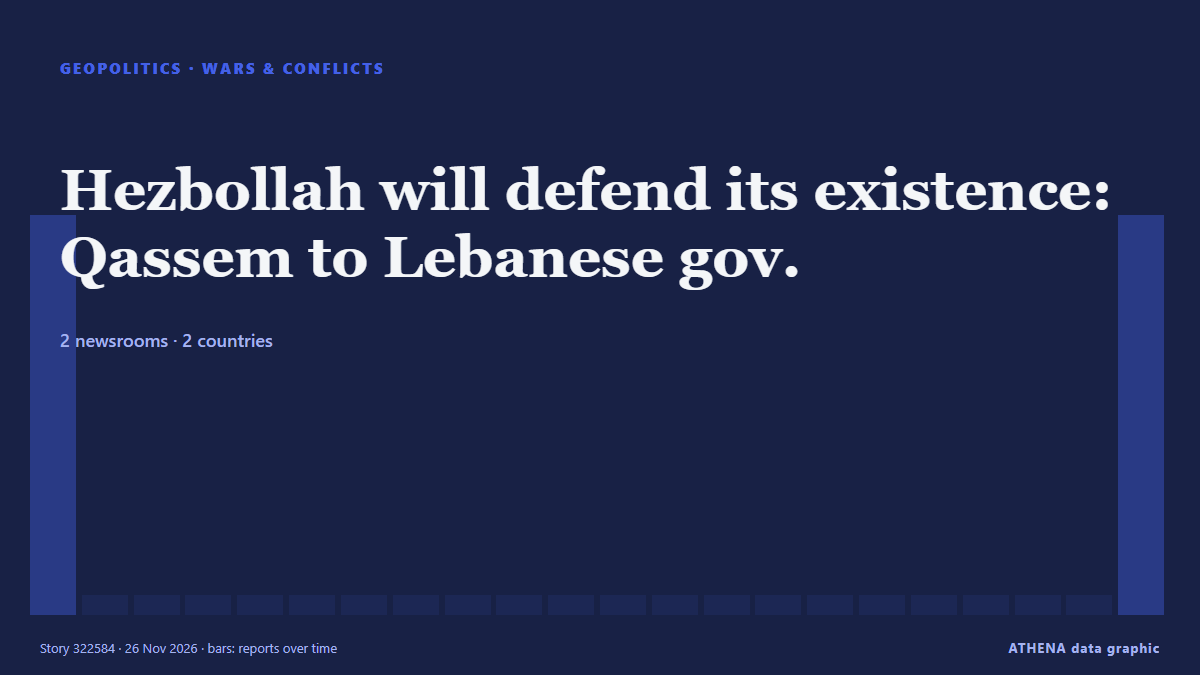 GEOPOLITICS · WARS & CONFLICTS
Hezbollah will defend its existence:
Qassem to Lebanese gov.
2 newsrooms · 2 countries
Story 322584 · 26 Nov 2026 · bars: reports over time
ATHENA data graphic